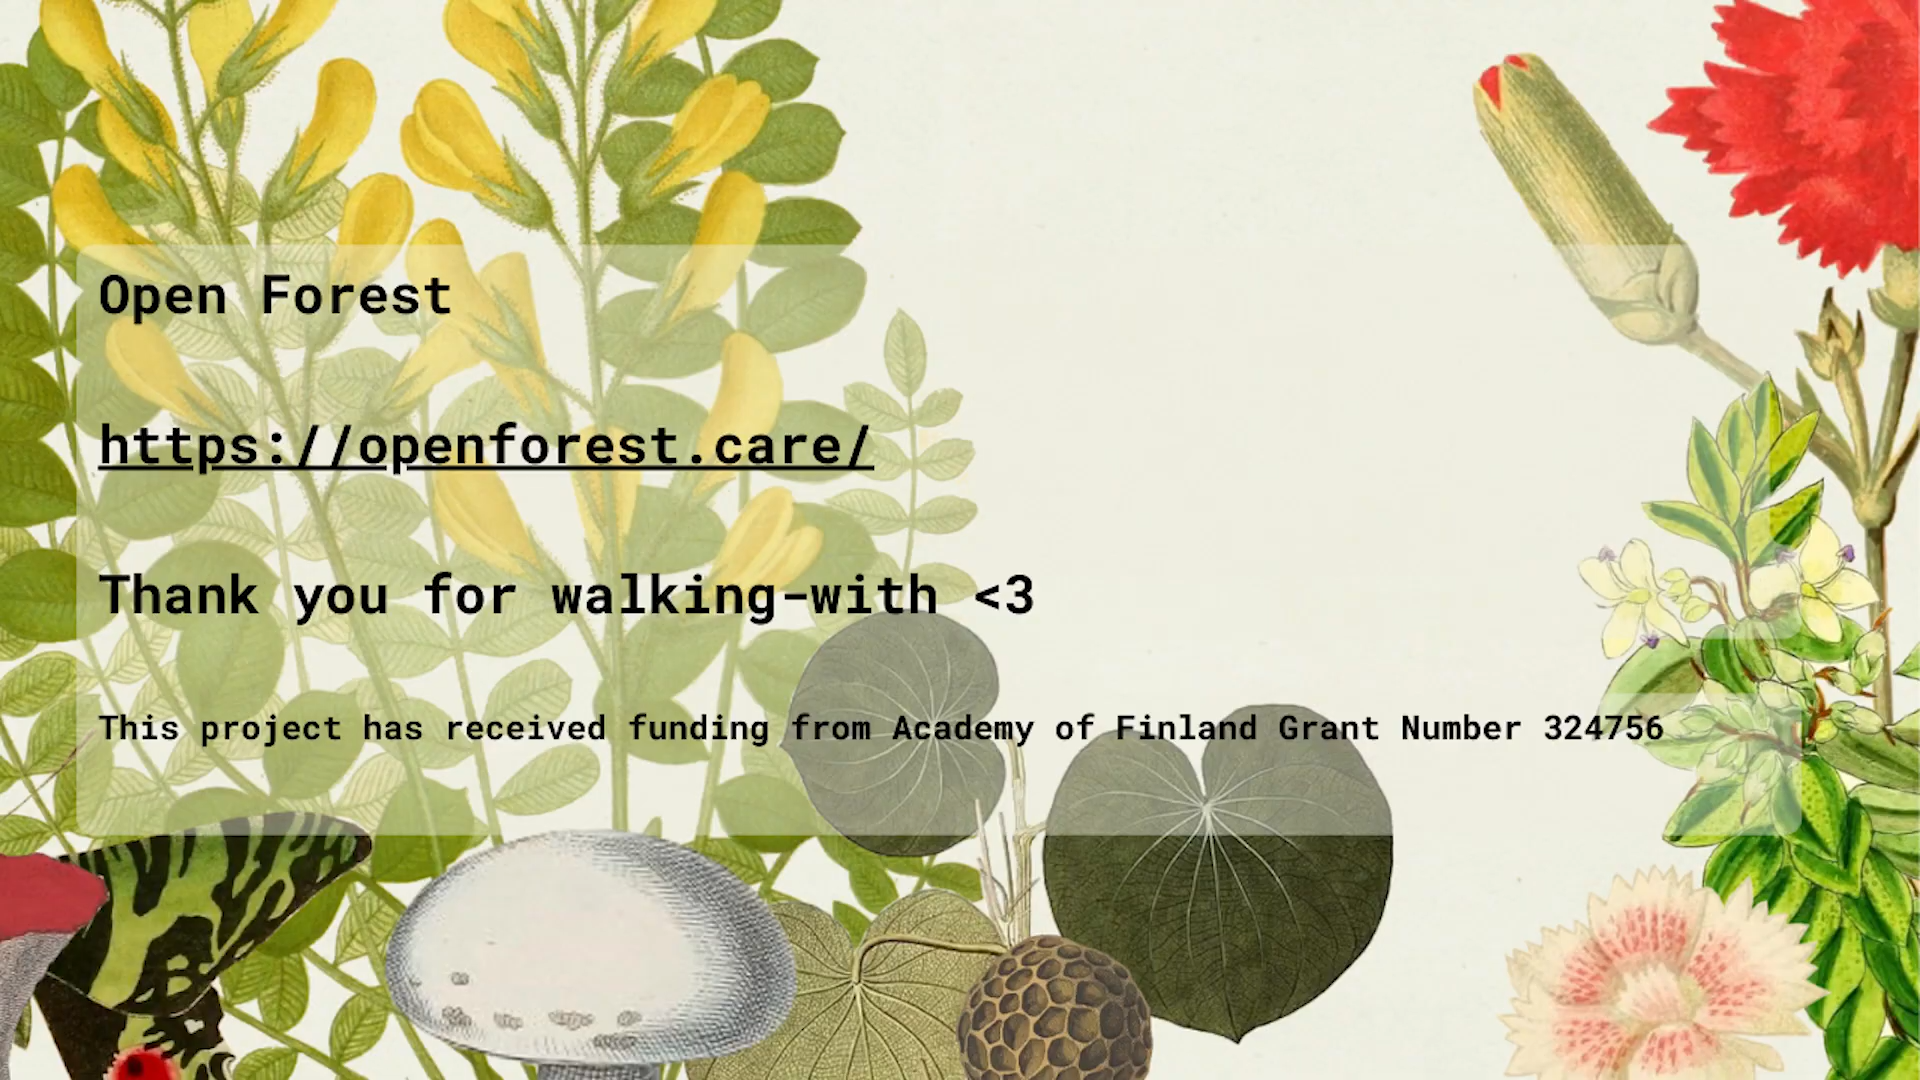 Open Forest
https://openforest.care/
Thank you for walking-with <3
This project has received funding from Academy of Finland Grant Number 324756